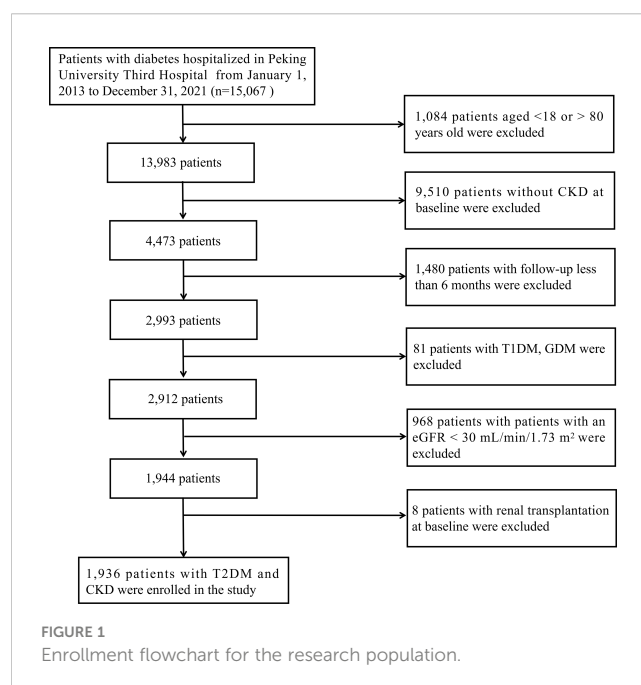 Patients with diabetes hospitalized in Peking
University Third Hospital from January 1,
2013 to December 31, 2021 (n=15,067 )
1,084 patients aged <18 or > 80
years old were excluded
13,983 patients
9,510 patients without CKD at
baseline were excluded
4,473 patients
1,480 patients with follow-up less
than 6 months were excluded
2,993 patients
81 patients with T1DM, GDM were
excluded
2,912 patients
968 patients with patients with an
eGFR < 30 mL/min/1.73 m² were
excluded
1,944 patients
8 patients with renal transplantation
at baseline were excluded
1,936 patients with T2DM and
CKD were enrolled in the study
FIGURE 1
Enrollment flowchart for the research population.